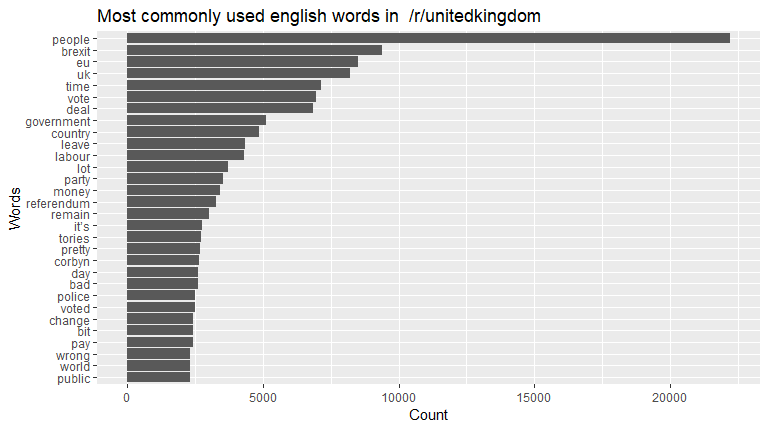 Most commonly used english words in  /r/unitedkingdom
people
brexit
eu
uk
time
vote
deal
government
country
leave
labour
lot
party
money
referendum
remain
it's
tories
pretty
corbyn
day
bad
police
voted
change
bit
pay
wrong
world
public
Words
0 5000 10000 15000 20000
Count